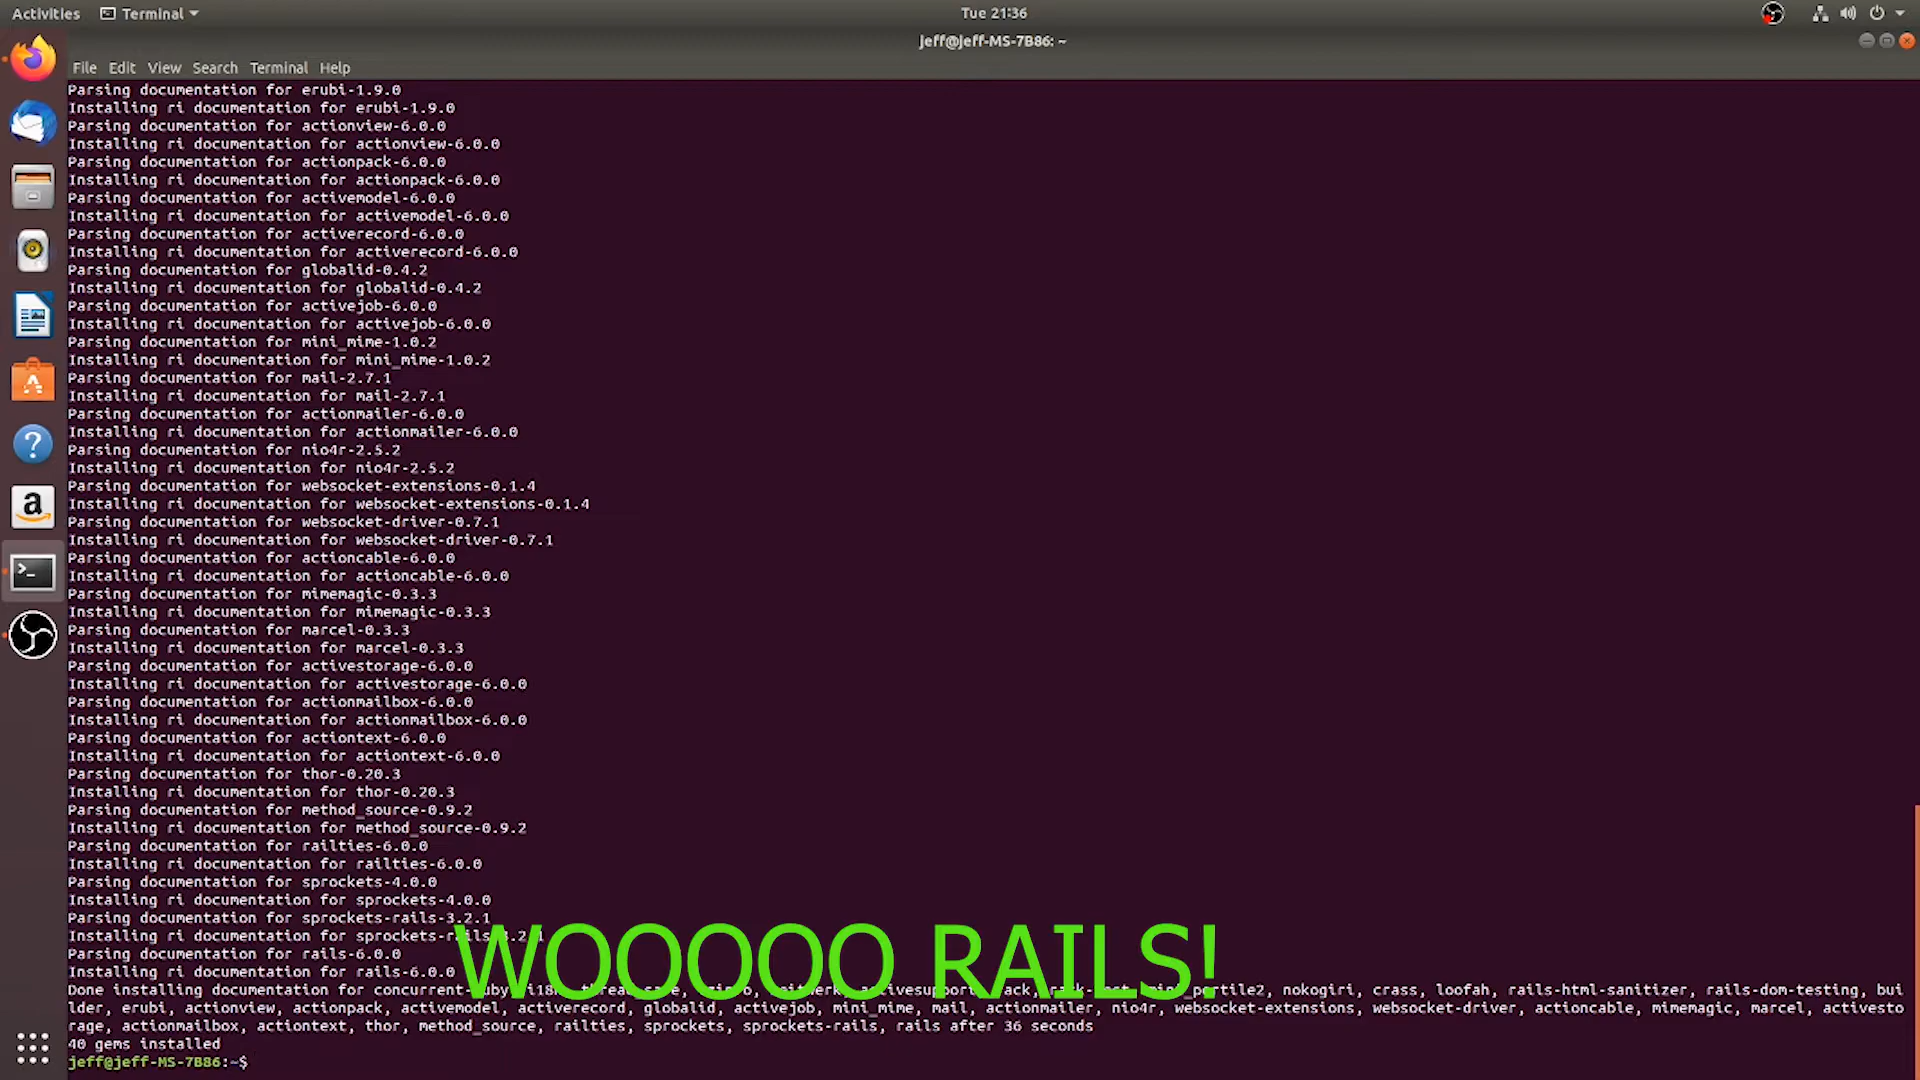 Activities Terminal Tue 21:36
jeff@jeff-MS-7B86: ~
File Edit View Search Terminal Help
Parsing documentation for erubi-1.9.0
Installing ri documentation for erubi-1.9.0
Parsing documentation for actionview-6.0.0
Installing ri documentation for actionview-6.0.0
Parsing documentation for actionpack-6.0.0
Installing ri documentation for actionpack-6.0.0
Parsing documentation for activemodel-6.0.0
Installing ri documentation for activemodel-6.0.0
Parsing documentation for activerecord-6.0.0
Installing ri documentation for activerecord-6.0.0
Parsing documentation for globalid-0.4.2
Installing ri documentation for globalid-0.4.2
Parsing documentation for activejob-6.0.0
Installing ri documentation for activejob-6.0.0
Parsing documentation for mini_mime-1.0.2
Installing ri documentation for mini_mime-1.0.2
Parsing documentation for mail-2.7.1
Installing ri documentation for mail-2.7.1
Parsing documentation for actionmailer-6.0.0
Installing ri documentation for actionmailer-6.0.0
Parsing documentation for nio4r-2.5.2
Installing ri documentation for nio4r-2.5.2
Parsing documentation for websocket-extensions-0.1.4
Installing ri documentation for websocket-extensions-0.1.4
Parsing documentation for websocket-driver-0.7.1
Installing ri documentation for websocket-driver-0.7.1
Parsing documentation for actioncable-6.0.0
Installing ri documentation for actioncable-6.0.0
Parsing documentation for mimemagic-0.3.3
Installing ri documentation for mimemagic-0.3.3
Parsing documentation for marcel-0.3.3
Installing ri documentation for marcel-0.3.3
Parsing documentation for activestorage-6.0.0
Installing ri documentation for activestorage-6.0.0
Parsing documentation for actionmailbox-6.0.0
Installing ri documentation for actionmailbox-6.0.0
Parsing documentation for actiontext-6.0.0
Installing ri documentation for actiontext-6.0.0
Parsing documentation for thor-0.20.3
Installing ri documentation for thor-0.20.3
Parsing documentation for method_source-0.9.2
Installing ri documentation for method_source-0.9.2
Parsing documentation for railties-6.0.0
Installing ri documentation for railties-6.0.0
Parsing documentation for sprockets-4.0.0
Installing ri documentation for sprockets-4.0.0
Parsing documentation for sprockets-rails-3.2.1
Installing ri documentation for
Parsing documentation for rails-6.0.0
Installing ri documentation for rails-6.0.0
WOOOOO RAILS!
Done installing documentation for nokogiri, crass, loofah, rails-html-sanitizer, rails-dom-testing, bui
lder, erubi, actionview, actionpack, activemodel, activerecord, globalid, activejob, mini_mime, mail, actionmailer, nio4r, websocket-extensions, websocket-driver, actioncable, mimemagic, marcel, activesto
rage, actionmailbox, actiontext, thor, method_source, railties, sprockets, sprockets-rails, rails after 36 seconds
40 gems installed
jeff@jeff-MS-7B86:~$